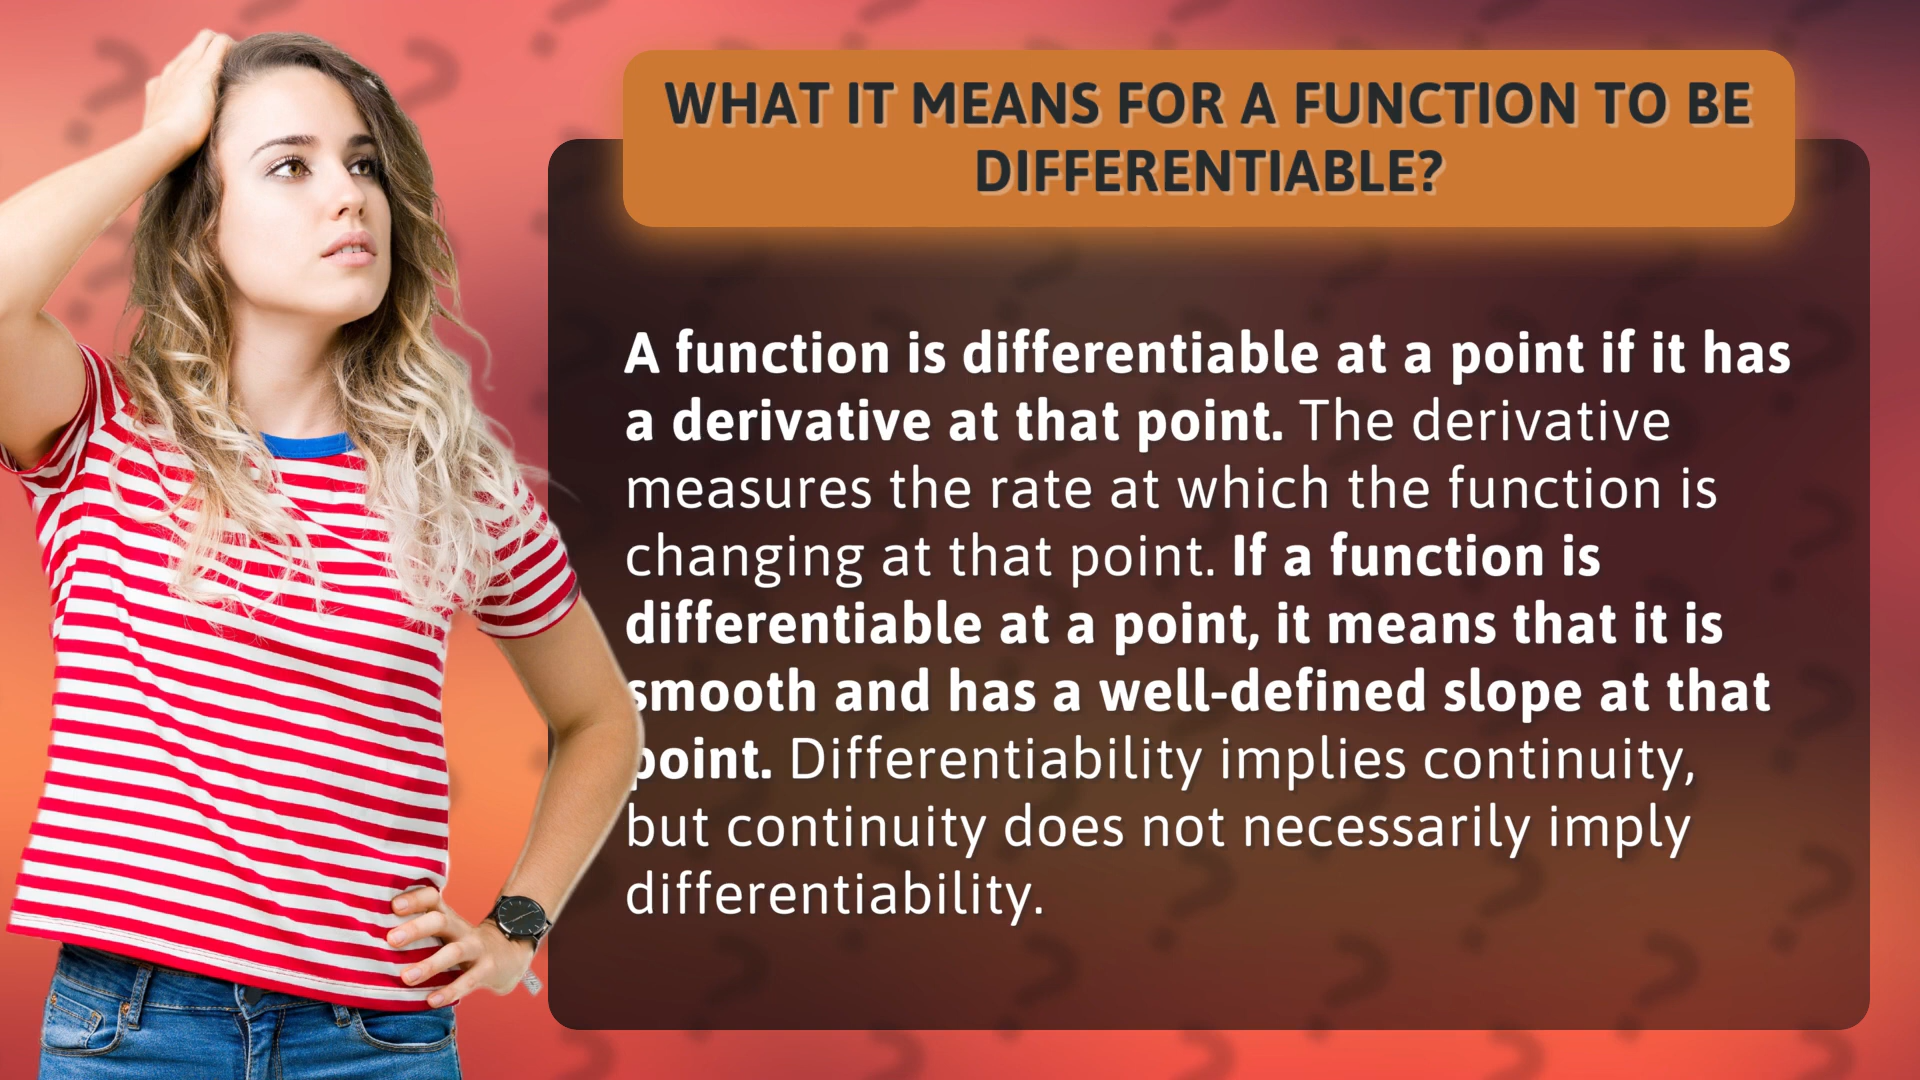 WHAT IT MEANS FOR A FUNCTION TO BE
DIFFERENTIABLE?
A function is differentiable at a point if it has
a derivative at that point. The derivative
measures the rate at which the function is
changing at that point. If a function is
differentiable at a point, it means that it is
smooth and has a well-defined slope at that
point. Differentiability implies continuity,
but continuity does not necessarily imply
differentiability.